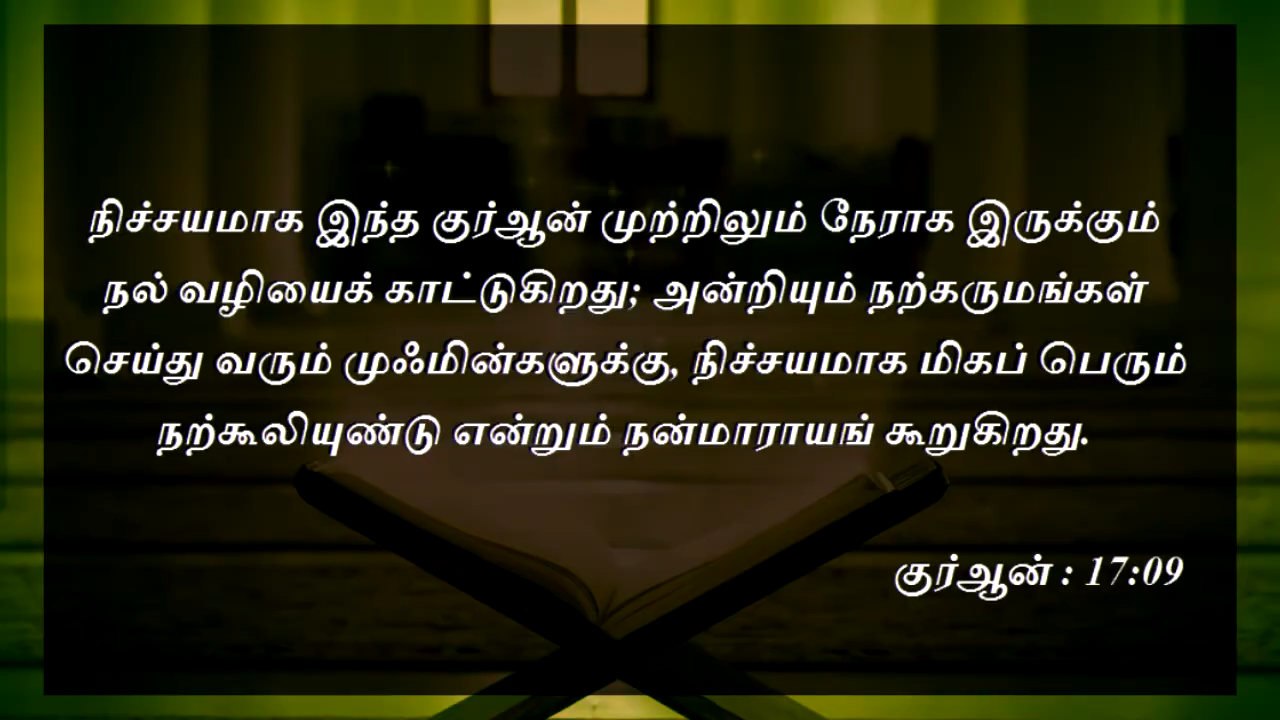 நிச்சயமாக இந்த குர்ஆன் முற்றிலும் நேராக இருக்கும்
நல் வழியைக் காட்டுகிறது; அன்றியும் நற்கருமங்கள்
செய்து வரும் முஃமின்களுக்கு, நிச்சயமாக மிகப் பெரும்
நற்கூலியுண்டு என்றும் நன்மாராயங் கூறுகிறது.
குர்ஆன் : 17:09